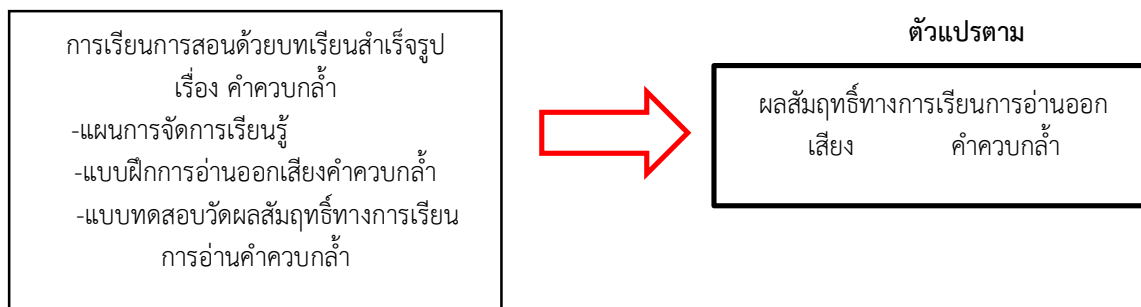 การเรียนการสอนด้วยบทเรียนสำเร็จรูป
เรื่อง คำควบกล้ำ
-แผนการจัดการเรียนรู้
-แบบฝึกการอ่านออกเสียงคำควบกล้ำ
-แบบทดสอบวัดผลสัมฤทธิ์ทางการเรียน
การอ่านคำควบกล้ำ
ตัวแปรตาม
ผลสัมฤทธิ์ทางการเรียนการอ่านออก
เสียง คำควบกล้ำ